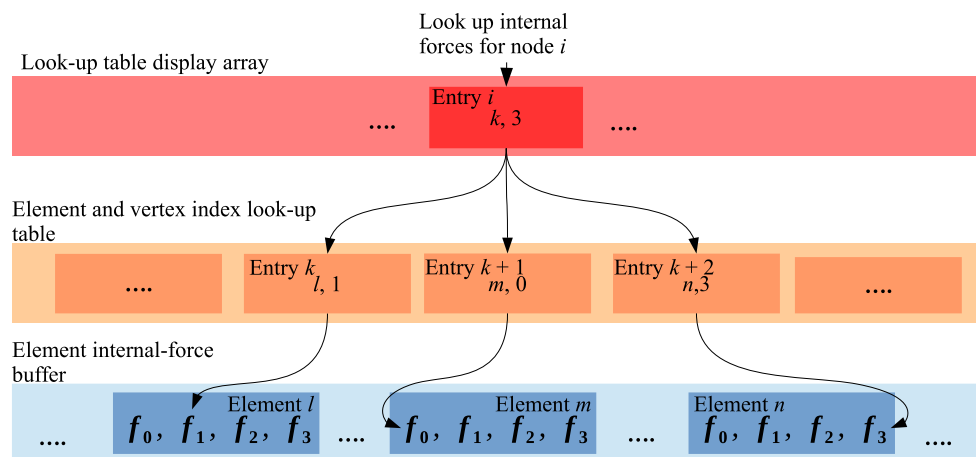 Look up internal
forces for node i
Look-up table display array
Entry i
k, 3
.... ....
Element and vertex index look-up
table
.... Entry k Entry k + 1 Entry k + 2 ....
l, 1 m, 0 n,3
Element internal-force
buffer
Element l Element m Element n
.... f0, f1, f2, f3 .... f0, f1, f2, f3 .... f0, f1, f2, f3 ....